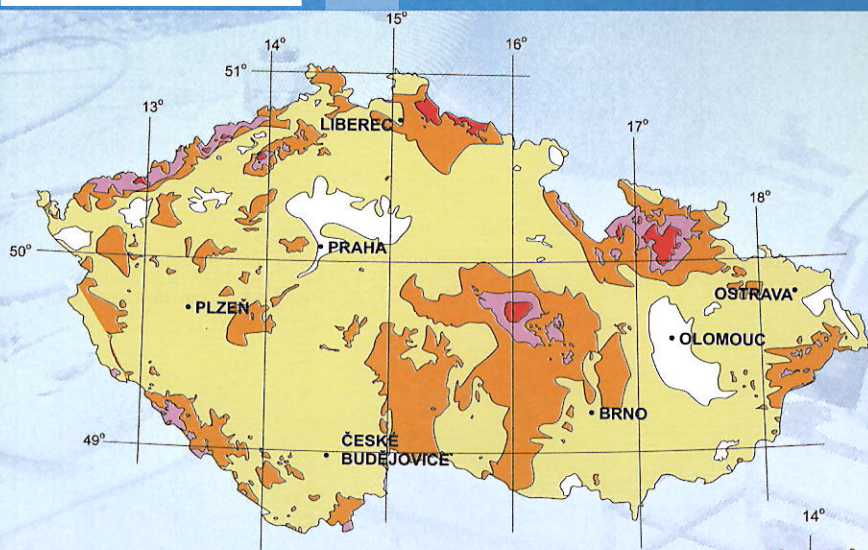 15°
14°
16°
51°
13°
LIBEREC
17°
18°
50°
PRAHA
PLZEŇ
OSTRAVA
OLOMOUC
BRNO
49°
ČESKÉ
BUDĚJOVICE
14°